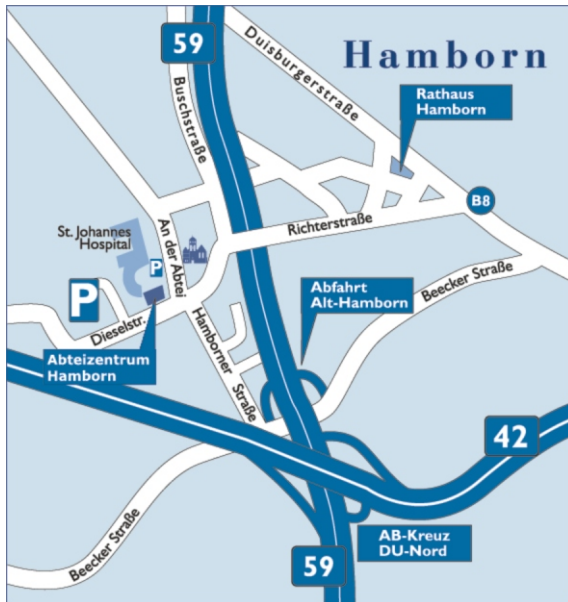 59
Duisburgerstraße
Hamborn
Buschstraße
Rathaus
Hamborn
B8
Richterstraße
St. Johannes
Hospital
An der Abtei
P
P
Abfahrt
Alt-Hamborn
Beecker Straße
Dieselstr.
Hamborner Straße
Abteizentrum
Hamborn
42
Beecker Straße
AB-Kreuz
DU-Nord
59